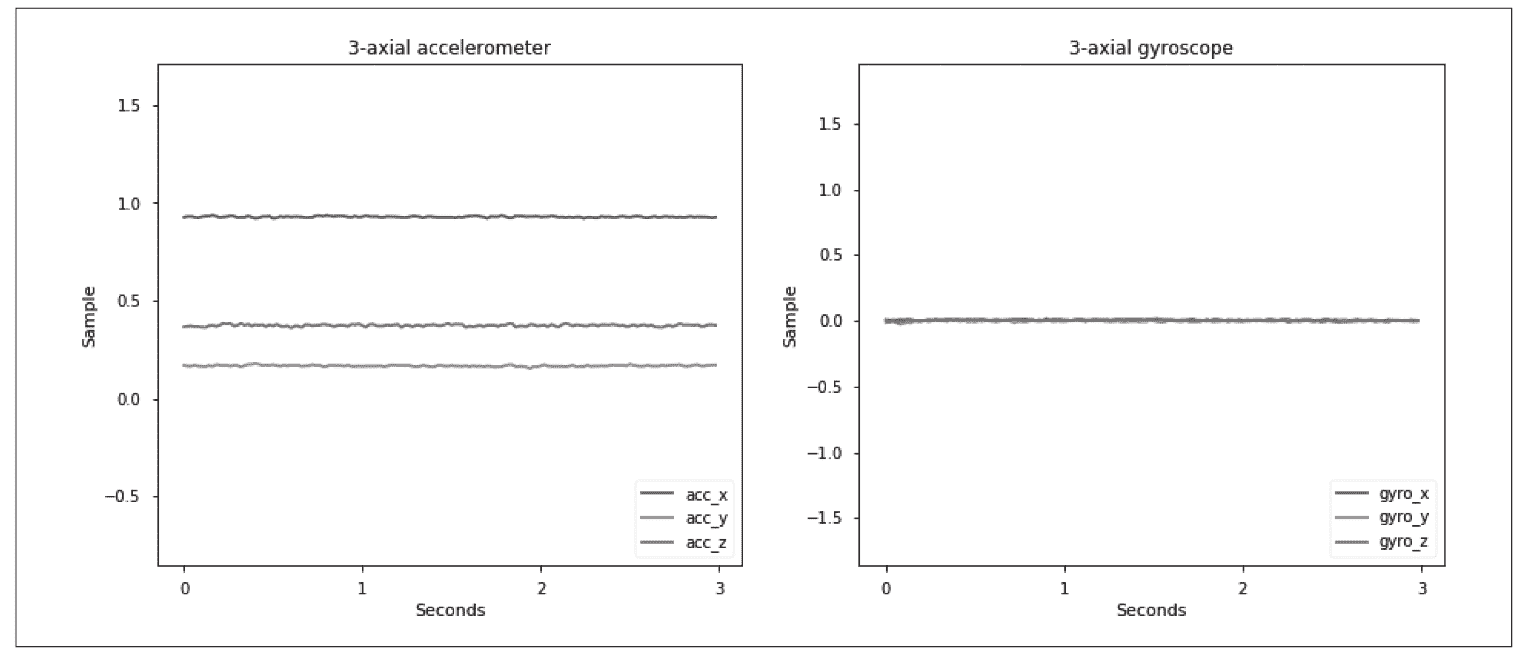 3-axial accelerometer
1.5
1.0
0.5
0.0
−0.5
Sample
0 1 2 3
Seconds
acc_x
acc_y
acc_z
3-axial gyroscope
1.5
1.0
0.5
0.0
−0.5
−1.0
−1.5
Sample
0 1 2 3
Seconds
gyro_x
gyro_y
gyro_z